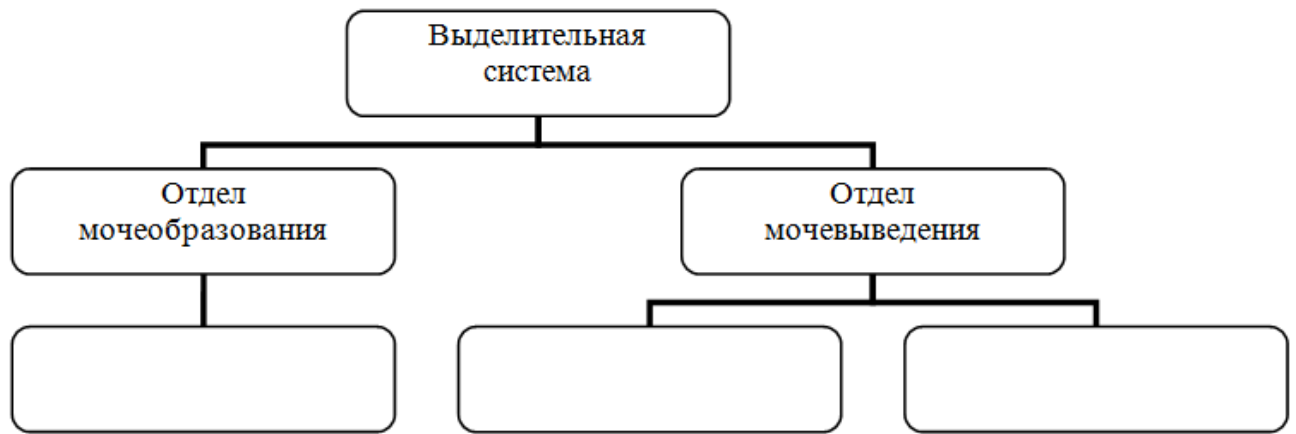 Выделительная
система
Отдел
мочеобразования
Отдел
мочевыведения